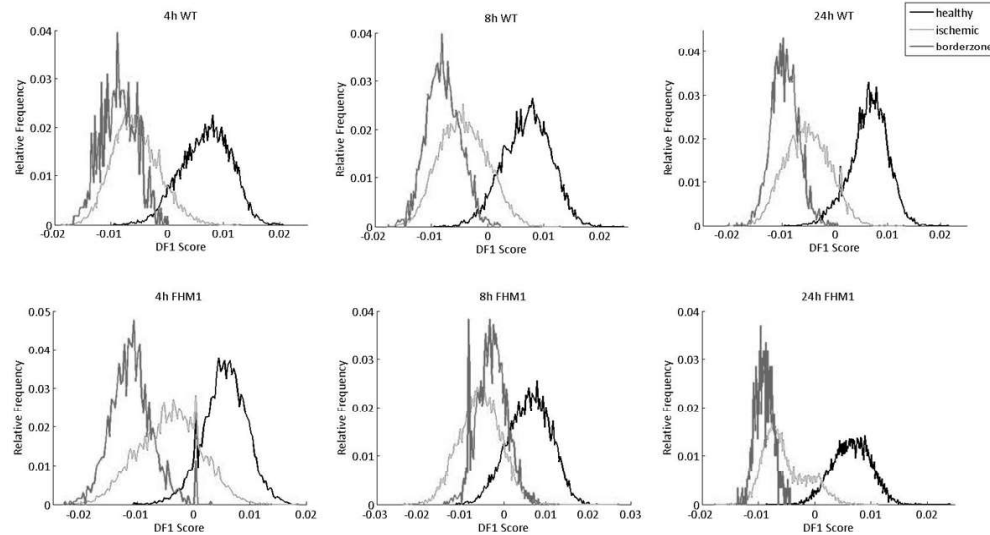 4h WT
8h WT
24h WT
healthy
ischemic
borderzone
0.04
0.03
0.02
0.01
0
Relative Frequency
-0.02 -0.01 0 0.01 0.02
DF1 Score
0.04
0.03
0.02
0.01
0
Relative Frequency
-0.02 -0.01 0 0.01 0.02
DF1 Score
0.04
0.03
0.02
0.01
0
Relative Frequency
-0.02 -0.01 0 0.01 0.02
DF1 Score
4h FHM1
8h FHM1
24h FHM1
0.05
0.04
0.03
0.02
0.01
0
Relative Frequency
-0.02 -0.01 0 0.01 0.02
DF1 Score
0.04
0.03
0.02
0.01
0
Relative Frequency
-0.03 -0.02 -0.01 0 0.01 0.02 0.03
DF1 Score
0.04
0.03
0.02
0.01
0
Relative Frequency
-0.02 -0.01 0 0.01 0.02
DF1 Score